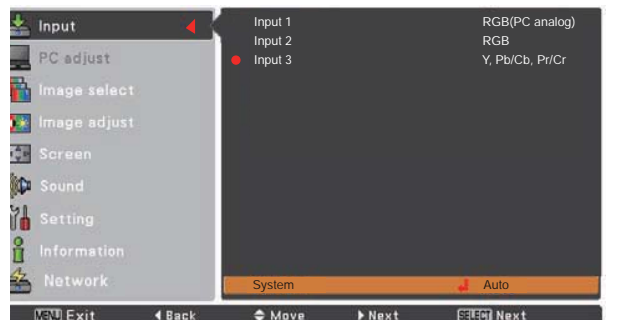 Input
PC adjust
Image select
Image adjust
Screen
Sound
Setting
Information
Network
Input 1 RGB(PC analog)
Input 2 RGB
Input 3 Y, Pb/Cb, Pr/Cr
System Auto
MENU Exit Back Move Next SELECT Next